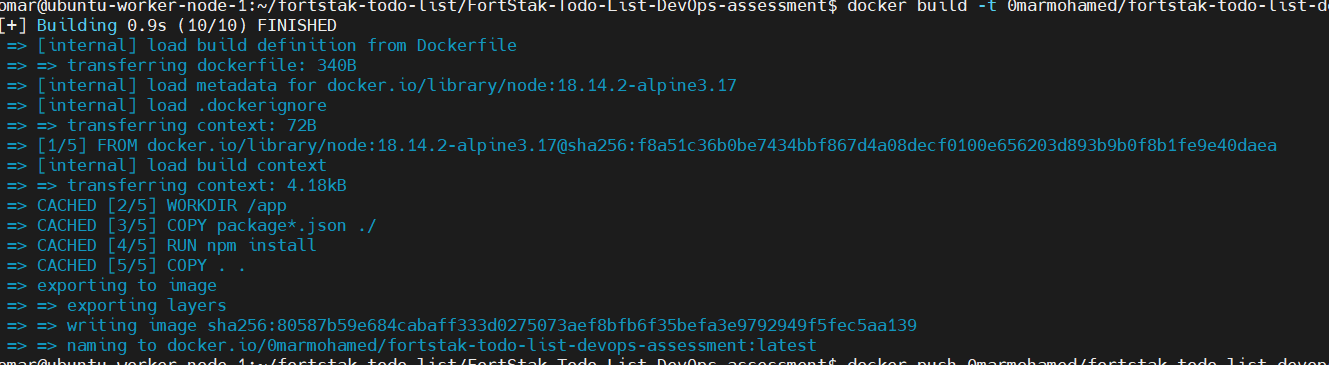 omar@ubuntu-worker-node-1:~/fortstak-todo-list/FortStak-Todo-List-DevOps-assessment$ docker build -t 0marmohamed/fortstak-todo-list-de
[+] Building 0.9s (10/10) FINISHED
=> [internal] load build definition from Dockerfile
=> => transferring dockerfile: 340B
=> [internal] load metadata for docker.io/library/node:18.14.2-alpine3.17
=> [internal] load .dockerignore
=> => transferring context: 72B
=> [1/5] FROM docker.io/library/node:18.14.2-alpine3.17@sha256:f8a51c36b0be7434bbf867d4a08decf0100e656203d893b9b0f8b1fe9e40daea
=> [internal] load build context
=> => transferring context: 4.18kB
=> CACHED [2/5] WORKDIR /app
=> CACHED [3/5] COPY package*.json ./
=> CACHED [4/5] RUN npm install
=> CACHED [5/5] COPY . .
=> exporting to image
=> => exporting layers
=> => writing image sha256:80587b59e684cabaff333d0275073aef8bfb6f35befa3e9792949f5fec5aa139
=> => naming to docker.io/0marmohamed/fortstak-todo-list-devops-assessment:latest
omar@ubuntu-worker-node-1:~/fortstak-todo-list/FortStak-Todo-List-DevOps-assessment$ docker push 0marmohamed/fortstak-todo-list-devop